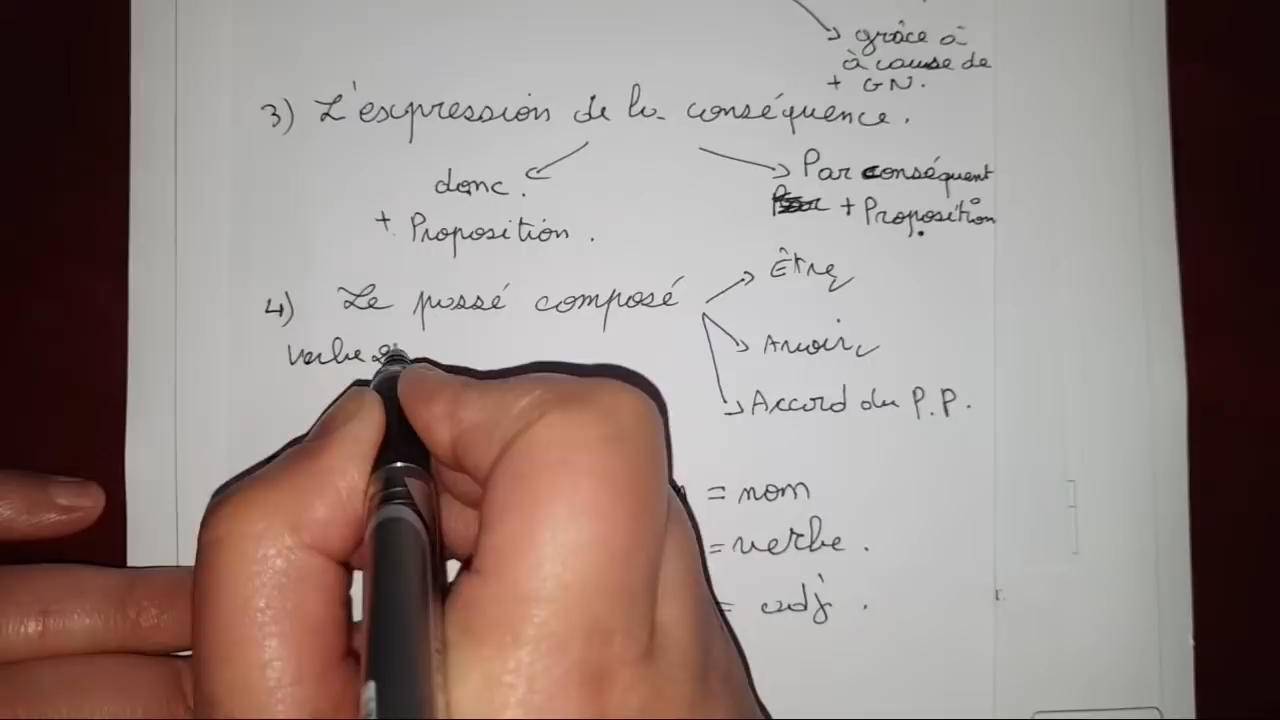 grâce à
à cause de
+ GN.
3) L'expression de la conséquence.
donc.
+ Proposition.
Par conséquent
+ Proposition
4) Le passé composé
Être
Avoir
Accord du P.P.
verbe
= nom
= verbe.
= adj.